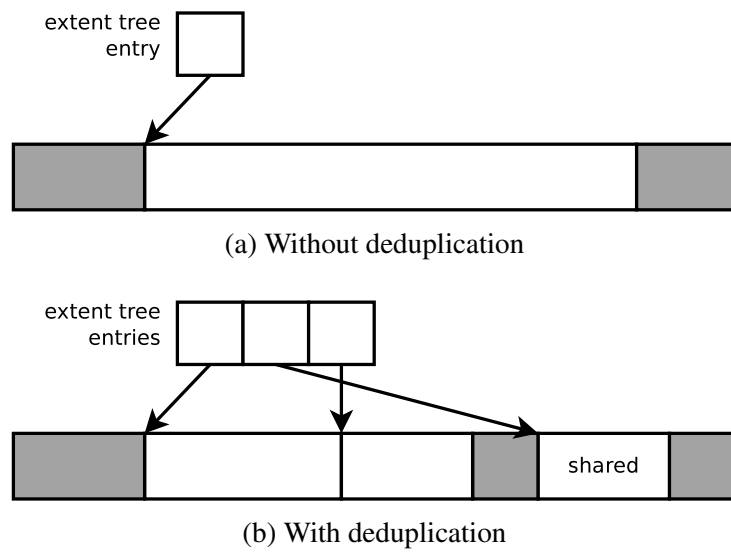 extent tree
entry
(a) Without deduplication
extent tree
entries
shared
(b) With deduplication